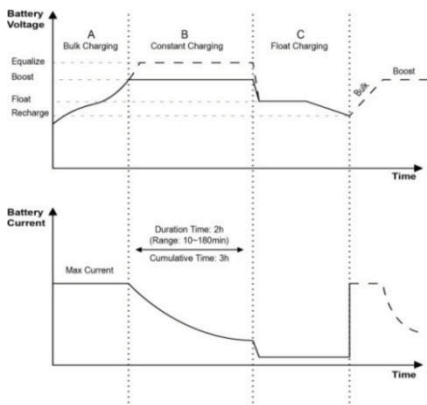 Battery
Voltage
A
B
C
Bulk Charging
Constant Charging
Float Charging
Equalize
Boost
Float
Recharge
Bulk
Boost
Time
Battery
Current
Duration Time: 2h
(Range: 10~180min)
Cumulative Time: 3h
Max Current
Time